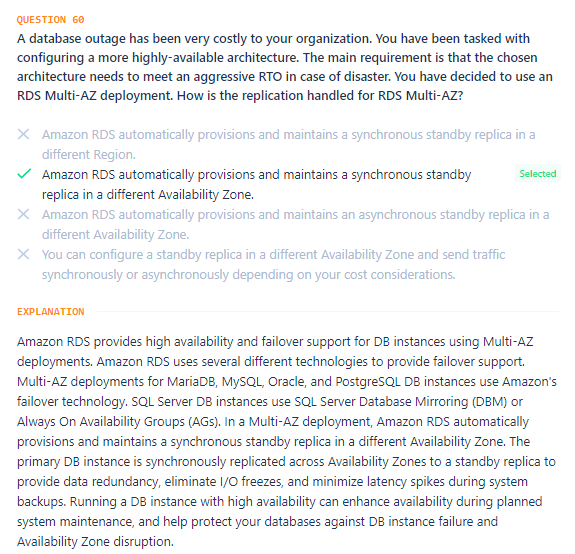 QUESTION 60
A database outage has been very costly to your organization. You have been tasked with
configuring a more highly-available architecture. The main requirement is that the chosen
architecture needs to meet an aggressive RTO in case of disaster. You have decided to use an
RDS Multi-AZ deployment. How is the replication handled for RDS Multi-AZ?
Amazon RDS automatically provisions and maintains a synchronous standby replica in a
different Region.
Amazon RDS automatically provisions and maintains a synchronous standby
replica in a different Availability Zone.
Selected
Amazon RDS automatically provisions and maintains an asynchronous standby replica in a
different Availability Zone.
You can configure a standby replica in a different Availability Zone and send traffic
synchronously or asynchronously depending on your cost considerations.
EXPLANATION
Amazon RDS provides high availability and failover support for DB instances using Multi-AZ
deployments. Amazon RDS uses several different technologies to provide failover support.
Multi-AZ deployments for MariaDB, MySQL, Oracle, and PostgreSQL DB instances use Amazon's
failover technology. SQL Server DB instances use SQL Server Database Mirroring (DBM) or
Always On Availability Groups (AGs). In a Multi-AZ deployment, Amazon RDS automatically
provisions and maintains a synchronous standby replica in a different Availability Zone. The
primary DB instance is synchronously replicated across Availability Zones to a standby replica to
provide data redundancy, eliminate I/O freezes, and minimize latency spikes during system
backups. Running a DB instance with high availability can enhance availability during planned
system maintenance, and help protect your databases against DB instance failure and
Availability Zone disruption.